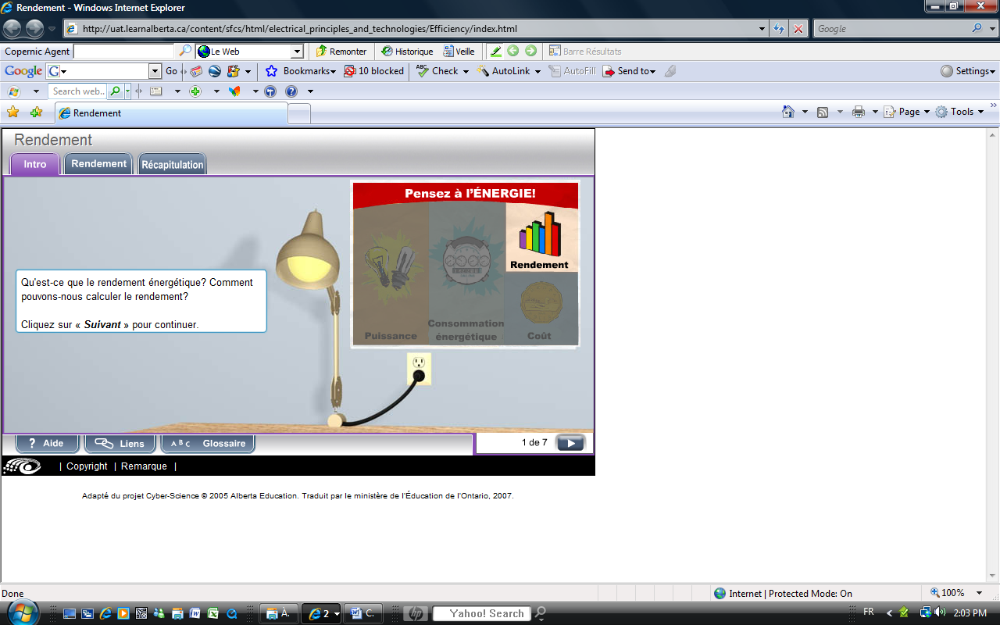 Rendement - Windows Internet Explorer
http://uat.learnalberta.ca/content/sfcs/html/electrical_principles_and_technologies/Efficiency/index.html
Google
Copernic Agent Le Web Remonter Historique Veille Barre Résultats
Google G Go Bookmarks 10 blocked ABC Check AutoLink AutoFill Send to Settings
Search web..
Rendement Page Tools
Rendement
Intro Rendement Récapitulation
Pensez à l'ÉNERGIE!
Rendement
Puissance
Consommation
énergétique
Coût
Qu'est-ce que le rendement énergétique? Comment
pouvons-nous calculer le rendement?
Cliquez sur « Suivant » pour continuer.
? Aide Liens A B C Glossaire 1 de 7
| Copyright | Remarque |
Adapté du projet Cyber-Science © 2005 Alberta Education. Traduit par le ministère de l'Éducation de l'Ontario, 2007.
Done Internet | Protected Mode: On 100%
À. 2 C. hp Yahoo! Search FR 2:03 PM